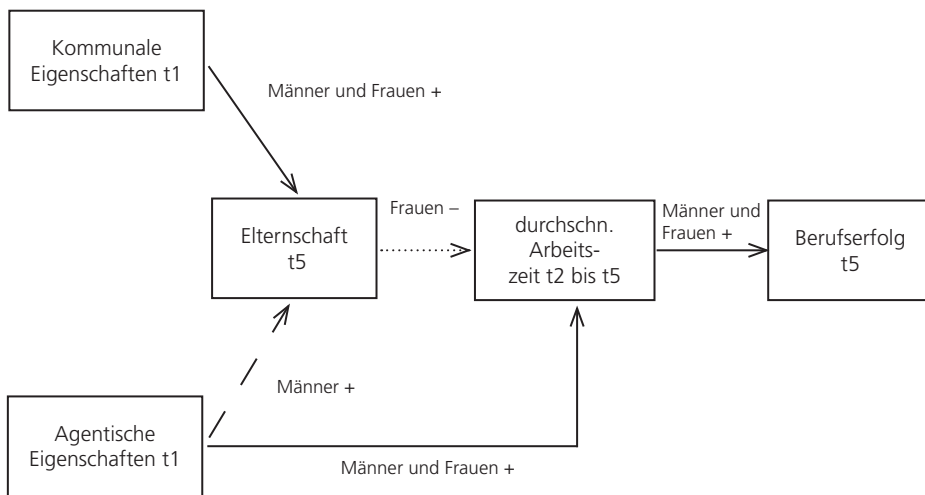 Kommunale
Eigenschaften t1
Männer und Frauen +
Elternschaft
t5
Frauen –
durchschn.
Arbeits-
zeit t2 bis t5
Männer und
Frauen +
Berufserfolg
t5
Männer +
Agentische
Eigenschaften t1
Männer und Frauen +